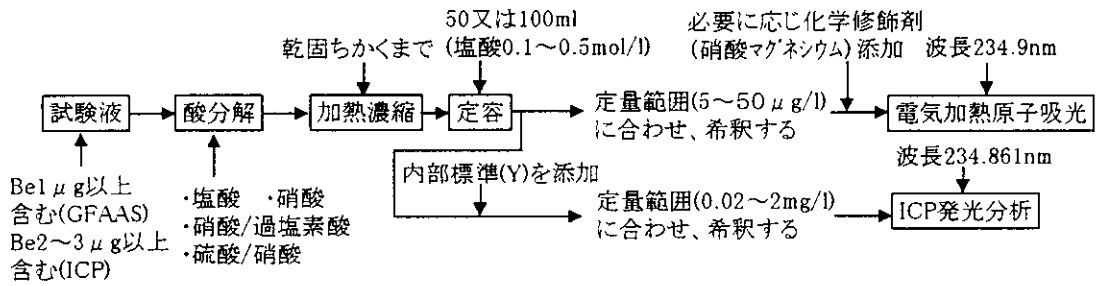 50又は100ml
(塩酸0.1～0.5mol/l)
乾固ちかくまで
必要に応じ化学修飾剤
(硝酸マグネシウム)添加
波長234.9nm
試験液
酸分解
加熱濃縮
定容
定量範囲(5～50μg/l)
に合わせ、希釈する
電気加熱原子吸光
Be1μg以上
含む(GFAAS)
Be2～3μg以上
含む(ICP)
・塩酸 ・硝酸
・硝酸/過塩素酸
・硫酸/硝酸
内部標準(Y)を添加
定量範囲(0.02～2mg/l)
に合わせ、希釈する
波長234.861nm
ICP発光分析